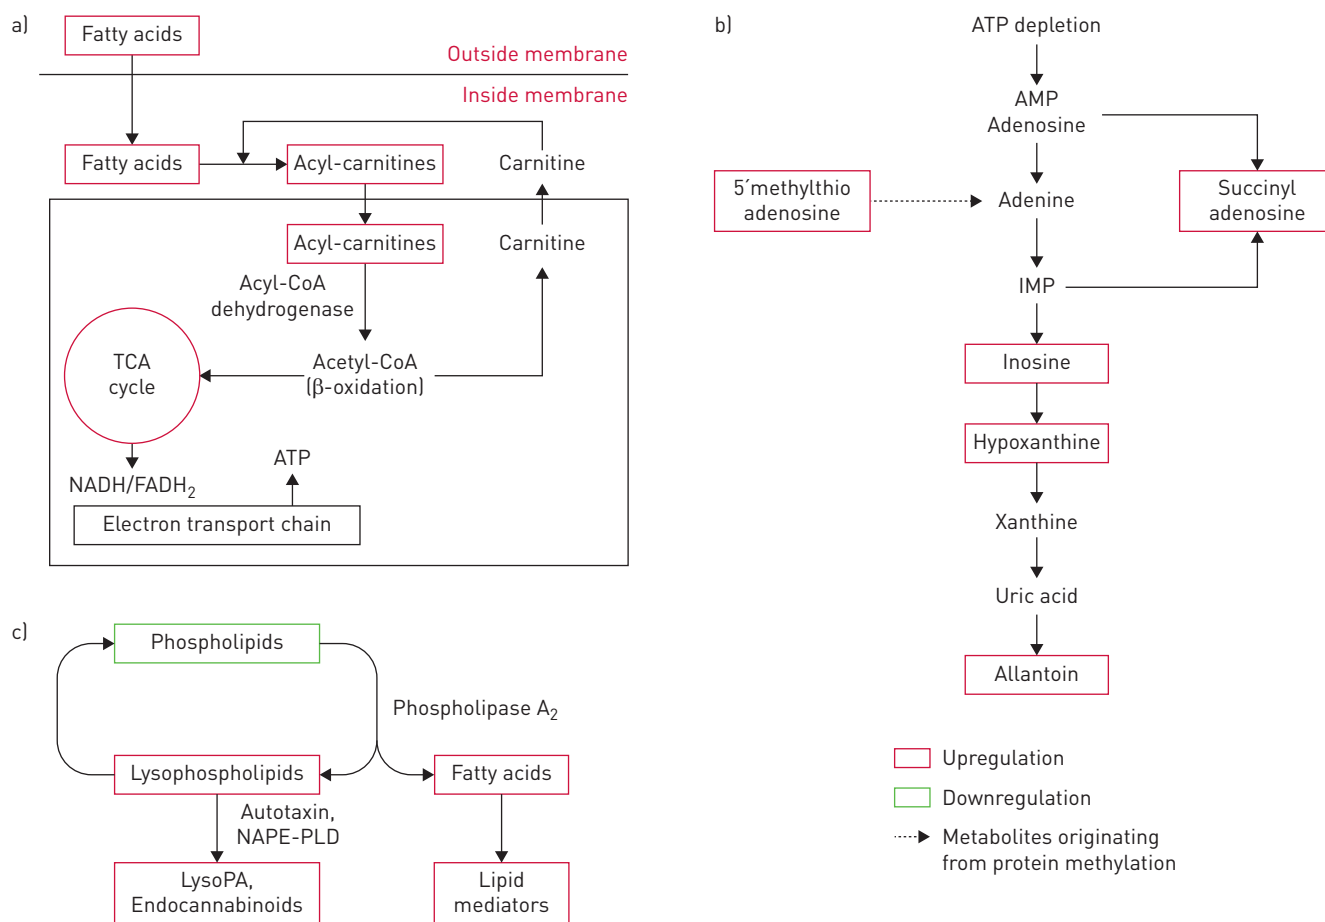 a)
Fatty acids
Outside membrane
Inside membrane
Fatty acids
Acyl-carnitines
Carnitine
Acyl-carnitines
Carnitine
Acyl-CoA
dehydrogenase
TCA
cycle
Acetyl-CoA
(β-oxidation)
ATP
NADH/FADH2
Electron transport chain
b)
ATP depletion
AMP
Adenosine
5´methylthio
adenosine
Adenine
Succinyl
adenosine
IMP
Inosine
Hypoxanthine
Xanthine
Uric acid
Allantoin
c)
Phospholipids
Phospholipase A2
Lysophospholipids
Fatty acids
Autotaxin,
NAPE-PLD
LysoPA,
Endocannabinoids
Lipid
mediators
Upregulation
Downregulation
Metabolites originating
from protein methylation